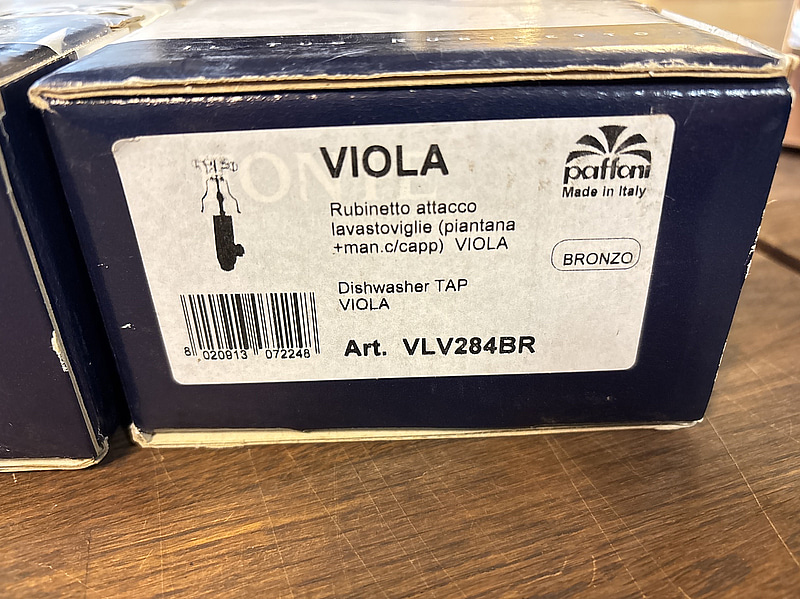 VIOLA
Rubinetto attacco
lavastoviglie (piantana
+man.c/capp) VIOLA
Dishwasher TAP
VIOLA
Art. VLV284BR
paffoni
Made in Italy
BRONZO
8 020913 072248